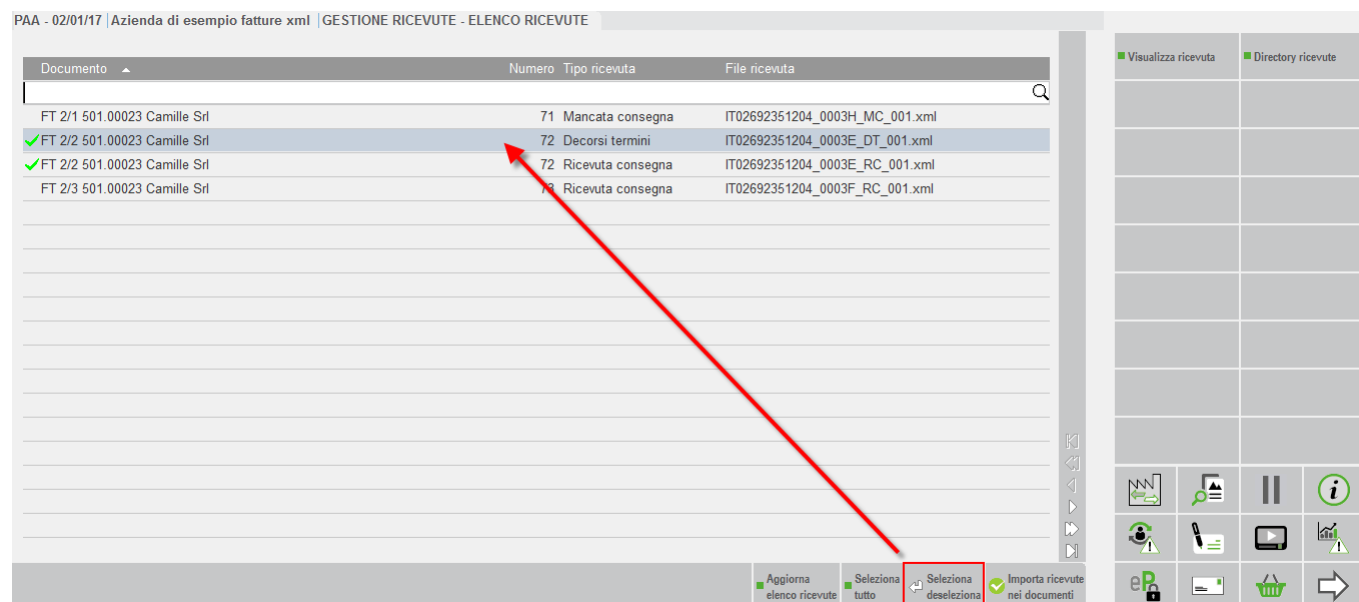 PAA - 02/01/17 | Azienda di esempio fatture xml | GESTIONE RICEVUTE - ELENCO RICEVUTE
Visualizza ricevuta
Directory ricevute
Documento Numero Tipo ricevuta File ricevuta
FT 2/1 501.00023 Camille Srl 71 Mancata consegna IT02692351204_0003H_MC_001.xml
FT 2/2 501.00023 Camille Srl 72 Decorsi termini IT02692351204_0003E_DT_001.xml
FT 2/2 501.00023 Camille Srl 72 Ricevuta consegna IT02692351204_0003E_RC_001.xml
FT 2/3 501.00023 Camille Srl 73 Ricevuta consegna IT02692351204_0003F_RC_001.xml
Aggiorna
elenco ricevute
Seleziona
tutto
Seleziona
deseleziona
Importa ricevute
nei documenti